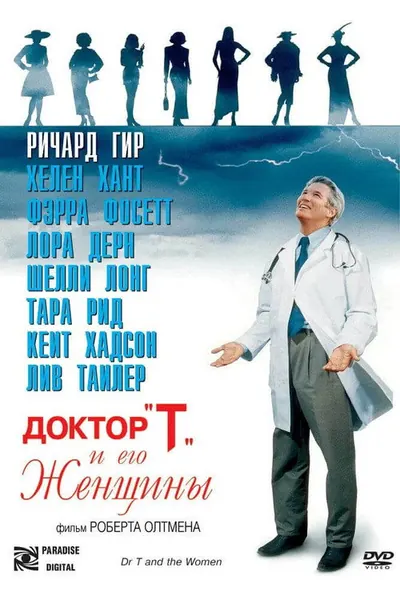 РИЧАРД ГИР
ХЕЛЕН ХАНТ
ФЭРРА ФОСЕТТ
ЛОРА ДЕРН
ШЕЛЛИ ЛОНГ
ТАРА РИД
КЕЙТ ХАДСОН
ЛИВ ТАЙЛЕР
ДОКТОР "Т"
И ЕГО
Женщины
фильм РОБЕРТА ОЛТМЕНА
PARADISE
DIGITAL
Dr T and the Women
DVD
VIDEO